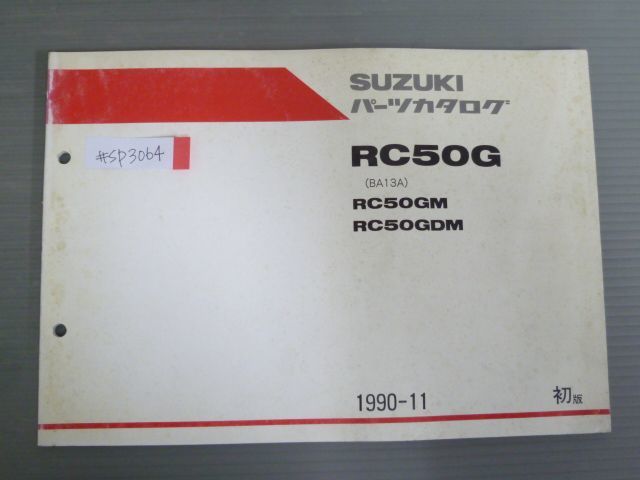 SUZUKI
パーツカタログ
#SP3064
RC50G
(BA13A)
RC50GM
RC50GDM
1990-11
初版